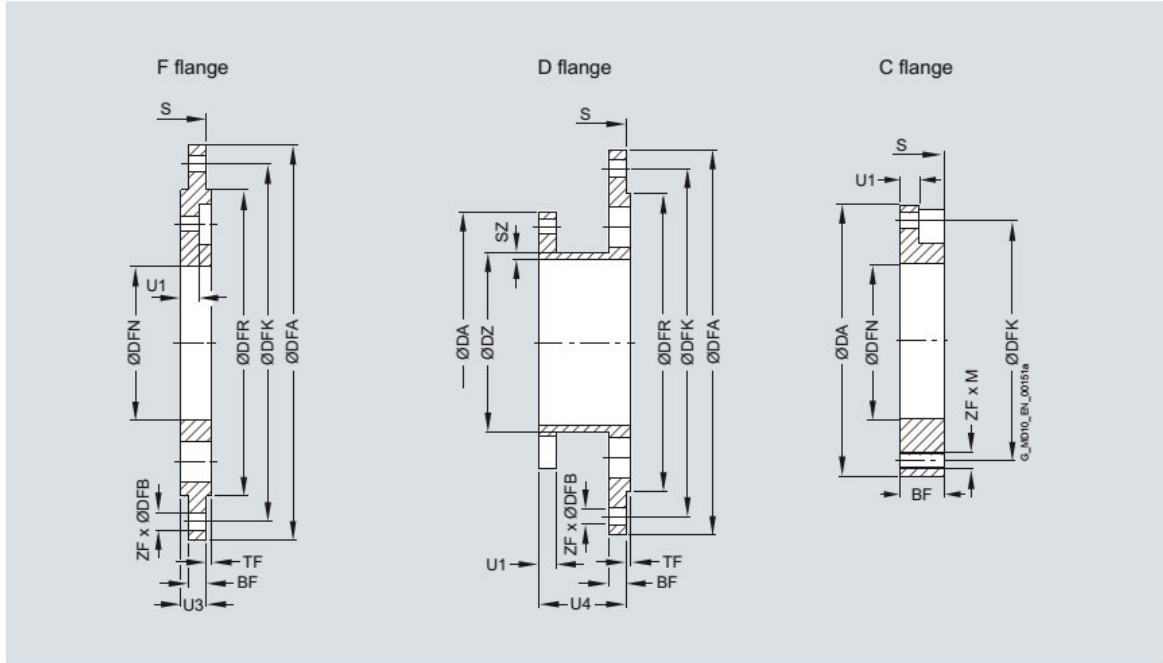 F flange
S
U1
ØDFN
ØDFR
ØDFK
ØDFA
ZF x ØDFB
TF
BF
U3
D flange
S
SZ
ØDA
ØDZ
ØDFR
ØDFK
ØDFA
ZF x ØDFB
U1
TF
BF
U4
C flange
S
U1
ØDA
ØDFN
ØDFK
ZF x M
BF
G_MD10_EN_00151a